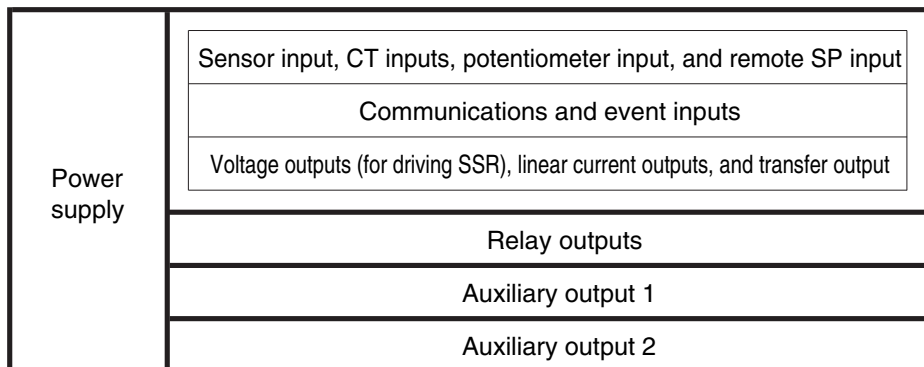 Power
supply
Sensor input, CT inputs, potentiometer input, and remote SP input
Communications and event inputs
Voltage outputs (for driving SSR), linear current outputs, and transfer output
Relay outputs
Auxiliary output 1
Auxiliary output 2